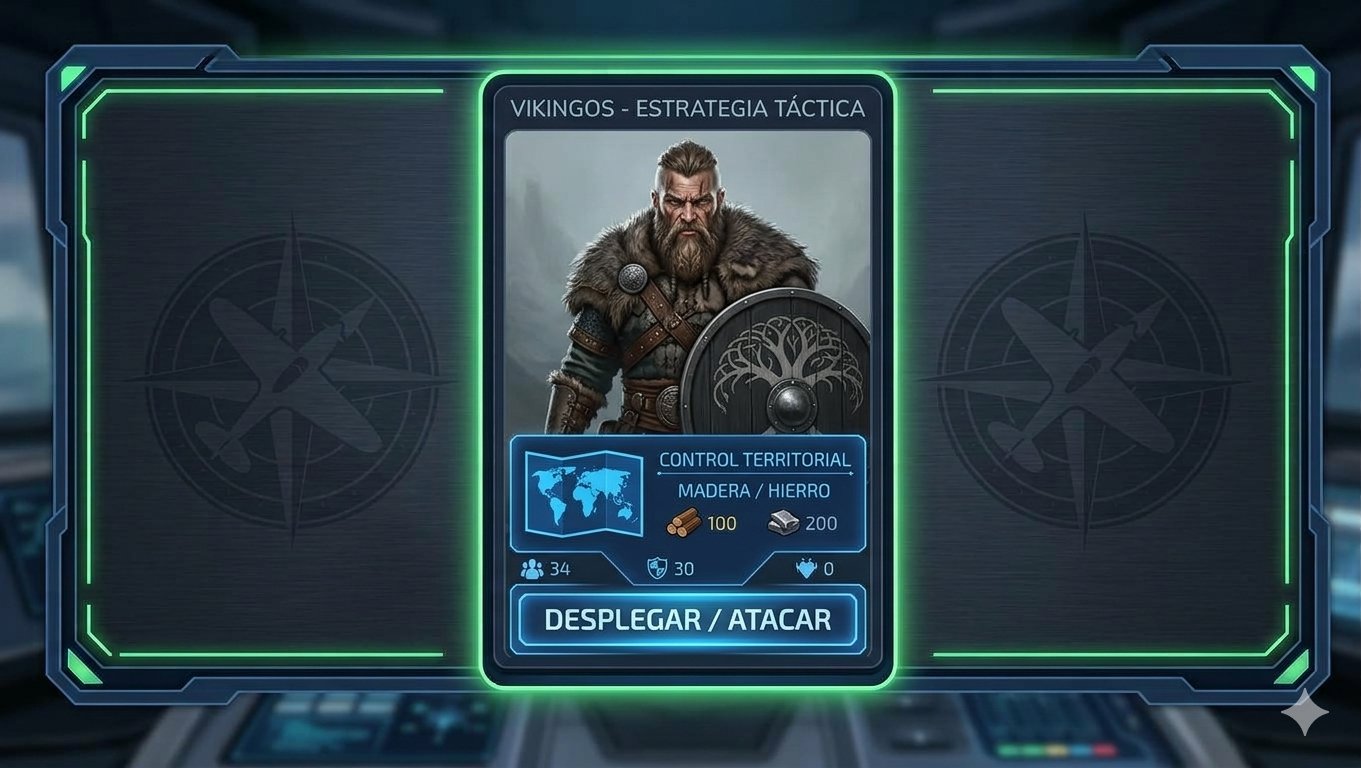 VIKINGOS - ESTRATEGIA TÁCTICA
CONTROL TERRITORIAL
MADERA / HIERRO
100 200
34 30 0
DESPLEGAR / ATACAR